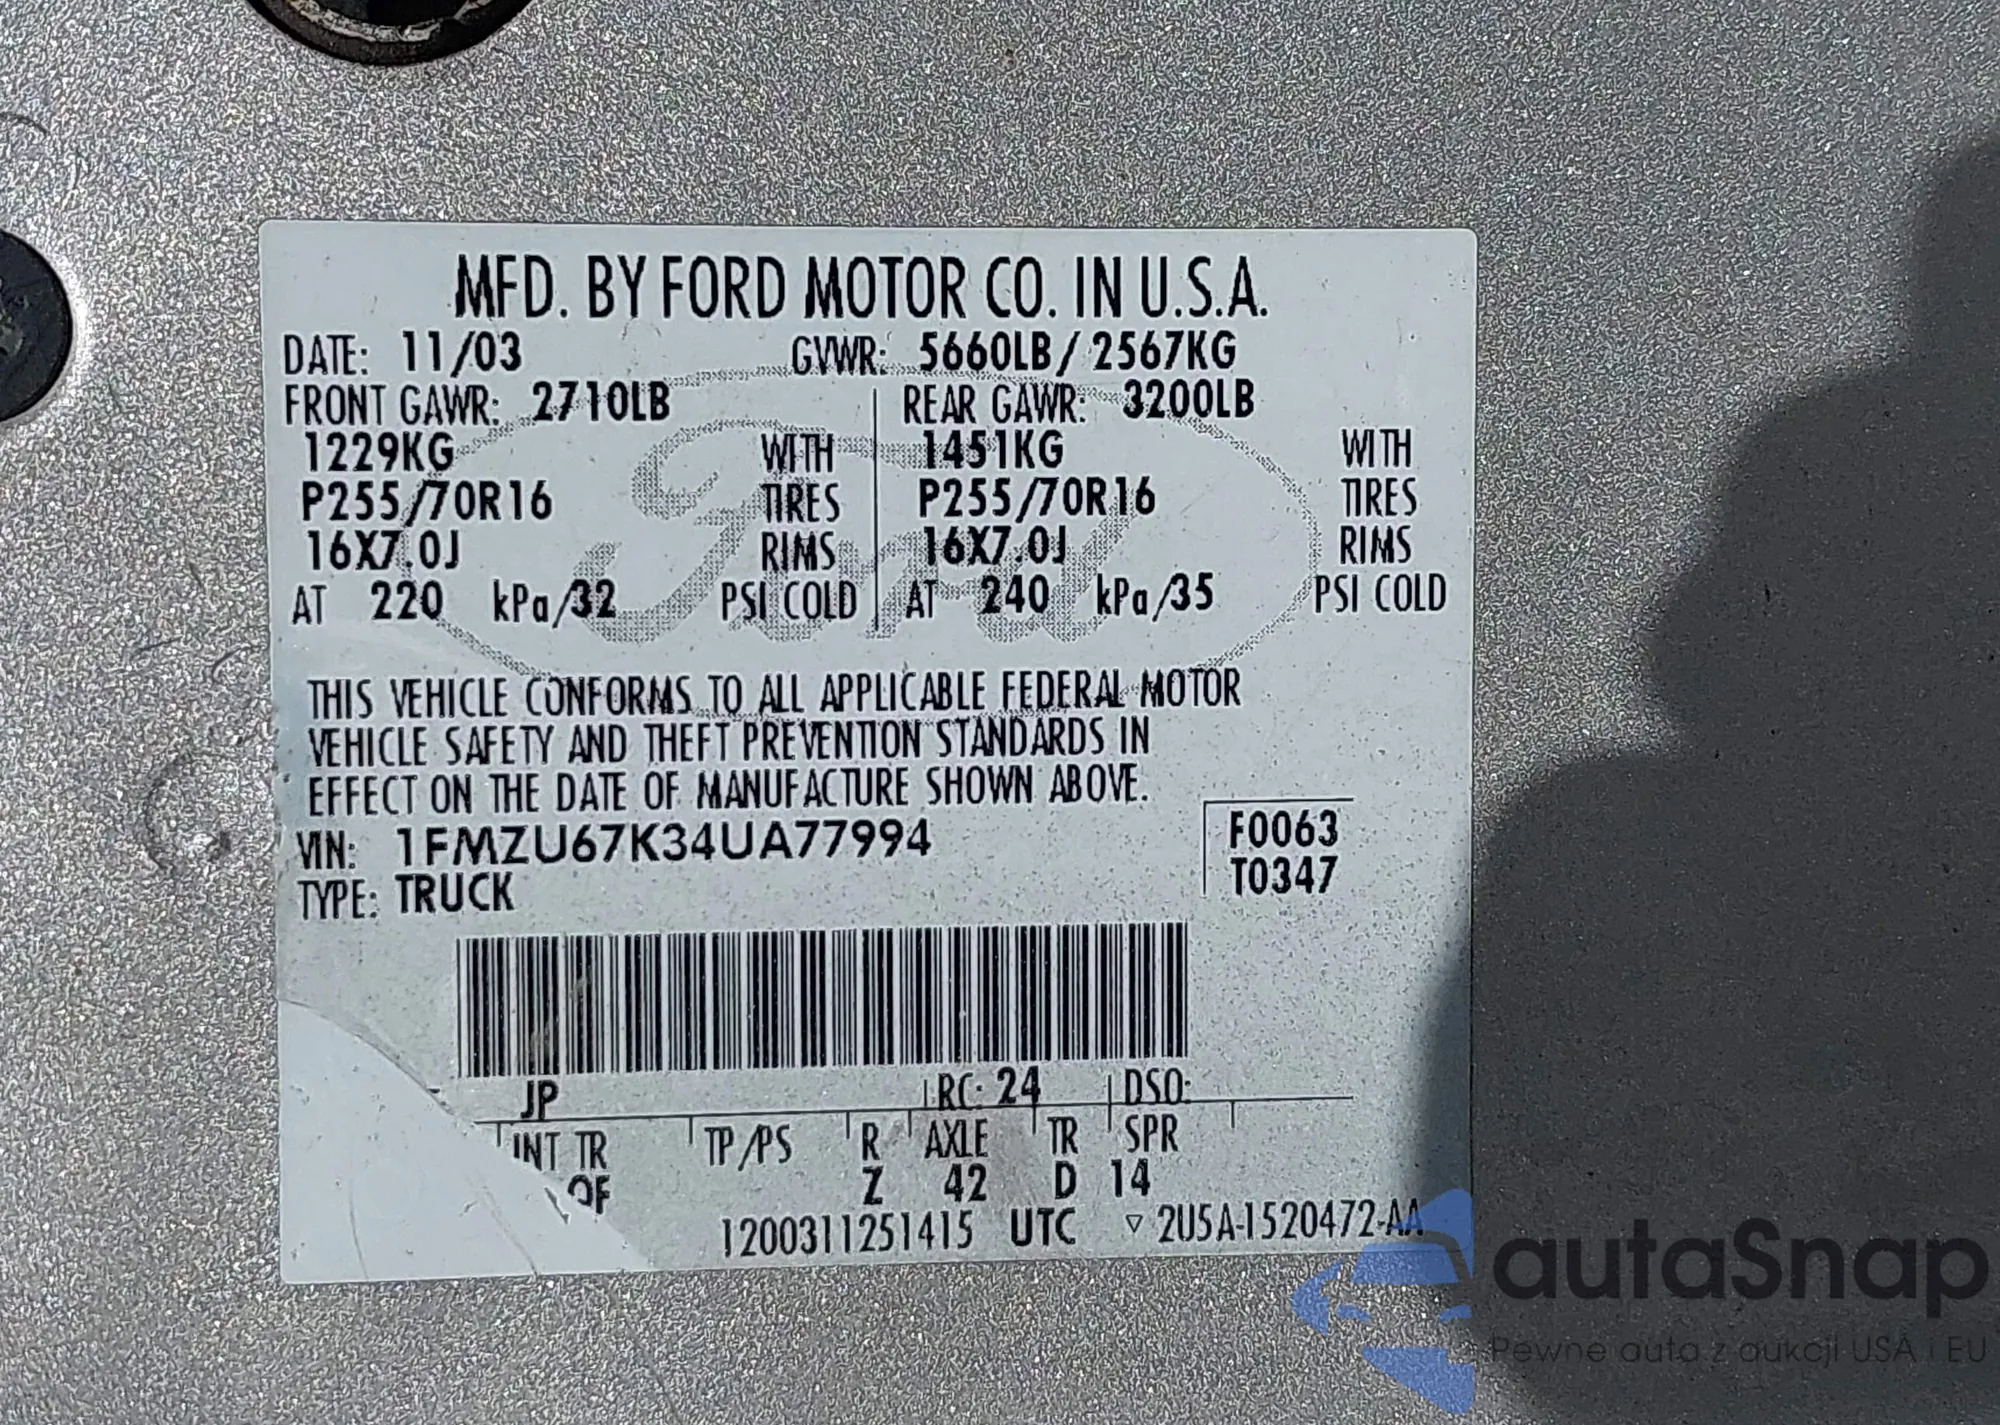 MFD. BY FORD MOTOR CO. IN U.S.A.
DATE: 11/03 GVWR: 5660LB/2567KG
FRONT GAWR: 2710LB REAR GAWR: 3200LB
1229KG WITH 1451KG WITH
P255/70R16 TIRES P255/70R16 TIRES
16X7.0J RIMS 16X7.0J RIMS
AT 220 kPa/32 PSI COLD AT 240 kPa/35 PSI COLD
Ford
THIS VEHICLE CONFORMS TO ALL APPLICABLE FEDERAL MOTOR
VEHICLE SAFETY AND THEFT PREVENTION STANDARDS IN
EFFECT ON THE DATE OF MANUFACTURE SHOWN ABOVE.
VIN: 1FMZU67K34UA77994 F0063
TYPE: TRUCK T0347
JP RC: 24 DSO:
INT TR TP/PS R AXLE TR SPR
Z 42 D 14
1200311251415 UTC ▽ 2U5A-1520472-AA
autaSnap
Pewne auta z aukcji USA i EU